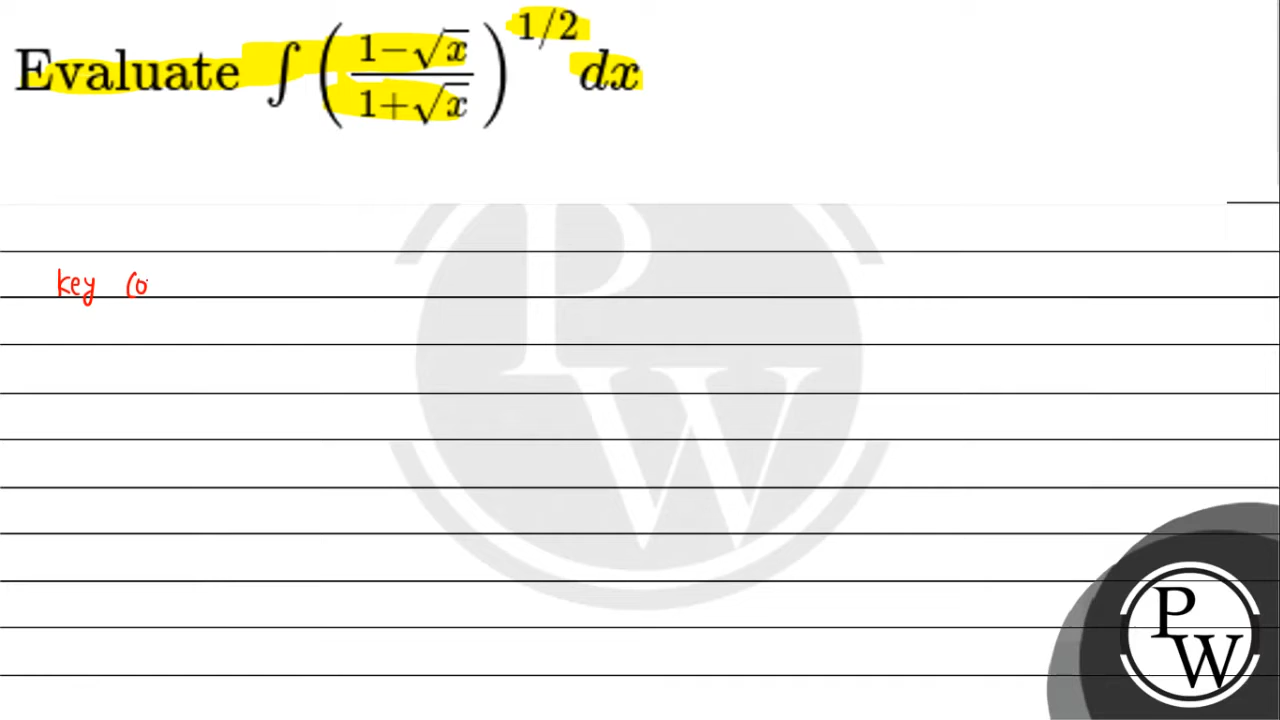 Evaluate ∫ ( (1−√x) / (1+√x) )^{1/2} dx
key (o
P
W
P
W